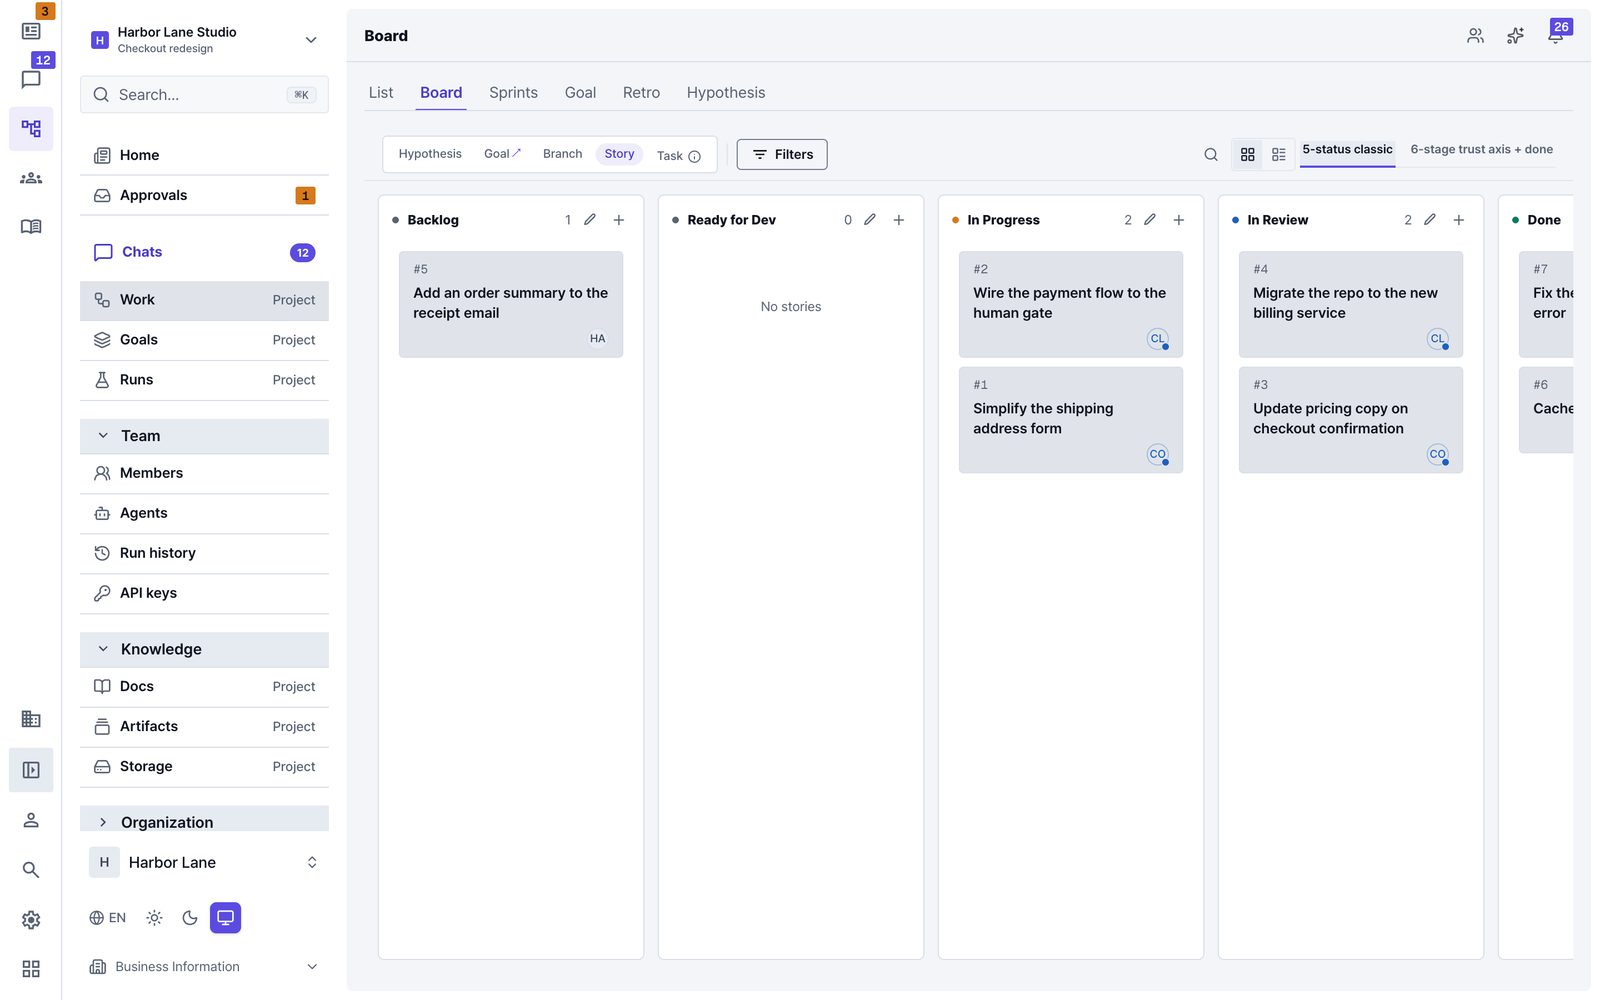 3
12
H
Harbor Lane Studio
Checkout redesign
Search...
⌘K
Home
Approvals
1
Chats
12
Work
Project
Goals
Project
Runs
Project
Team
Members
Agents
Run history
API keys
Knowledge
Docs
Project
Artifacts
Project
Storage
Project
Organization
H
Harbor Lane
EN
Business Information
Board
26
List
Board
Sprints
Goal
Retro
Hypothesis
Hypothesis
Goal
Branch
Story
Task
Filters
5-status classic
6-stage trust axis + done
Backlog
1
#5
Add an order summary to the
receipt email
HA
Ready for Dev
0
No stories
In Progress
2
#2
Wire the payment flow to the
human gate
CL
#1
Simplify the shipping
address form
CO
In Review
2
#4
Migrate the repo to the new
billing service
CL
#3
Update pricing copy on
checkout confirmation
CO
Done
#7
Fix the
error
#6
Cache